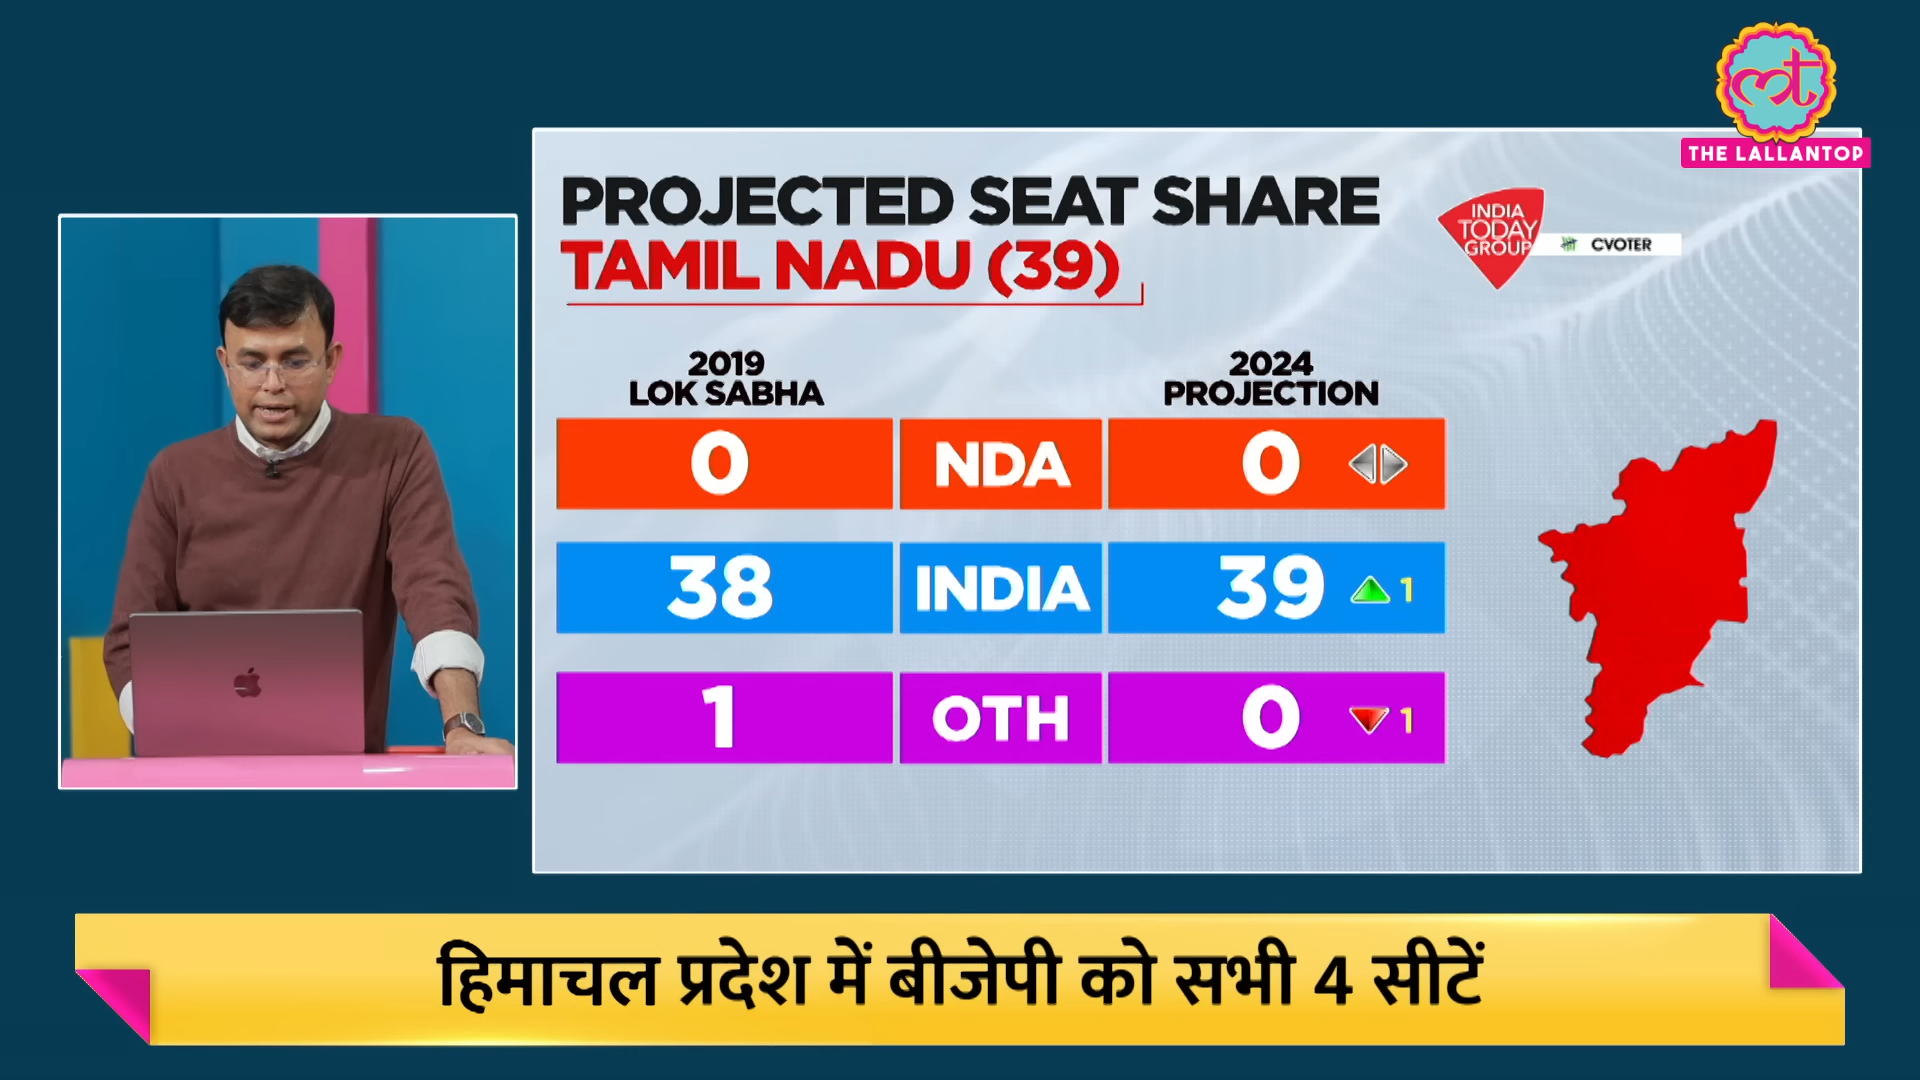 THE LALLANTOP
PROJECTED SEAT SHARE
TAMIL NADU (39)
INDIA
TODAY
GROUP
CVOTER
2019
LOK SABHA
2024
PROJECTION
0 NDA 0
38 INDIA 39 1
1 OTH 0 1
हिमाचल प्रदेश में बीजेपी को सभी 4 सीटें